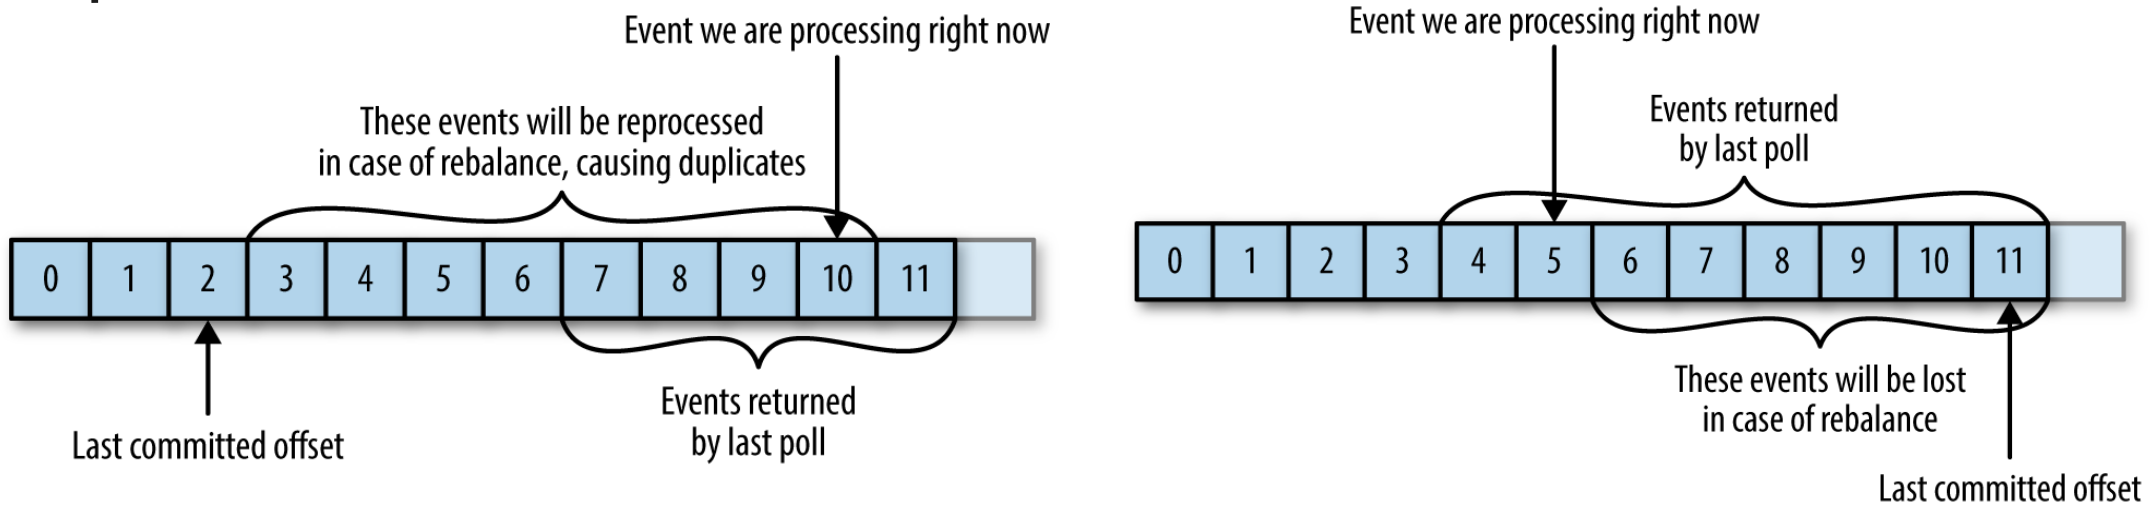 Event we are processing right now
These events will be reprocessed
in case of rebalance, causing duplicates
0 1 2 3 4 5 6 7 8 9 10 11
Events returned
by last poll
Last committed offset
Event we are processing right now
Events returned
by last poll
0 1 2 3 4 5 6 7 8 9 10 11
These events will be lost
in case of rebalance
Last committed offset